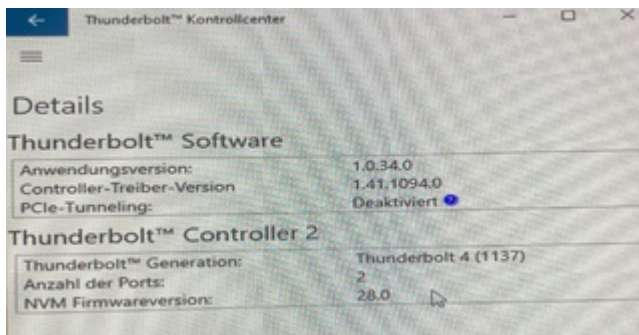 Thunderbolt™ Kontrollcenter
Details
Thunderbolt™ Software
Anwendungsversion: 1.0.34.0
Controller-Treiber-Version 1.41.1094.0
PCIe-Tunneling: Deaktiviert ?
Thunderbolt™ Controller 2
Thunderbolt™ Generation: Thunderbolt 4 (1137)
Anzahl der Ports: 2
NVM Firmwareversion: 28.0